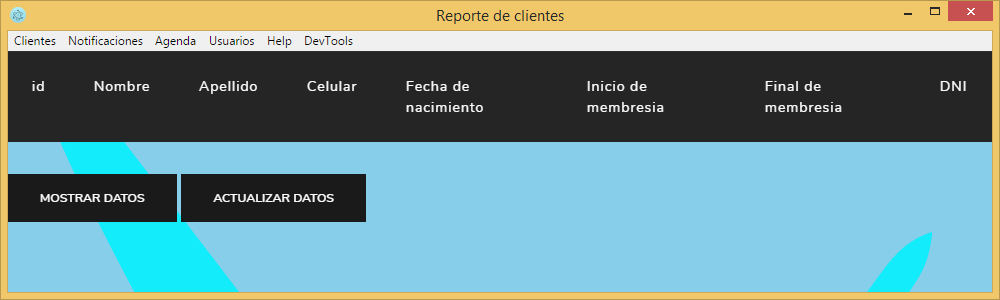 Reporte de clientes
Clientes Notificaciones Agenda Usuarios Help DevTools
id Nombre Apellido Celular Fecha de nacimiento Inicio de membresia Final de membresia DNI
MOSTRAR DATOS ACTUALIZAR DATOS